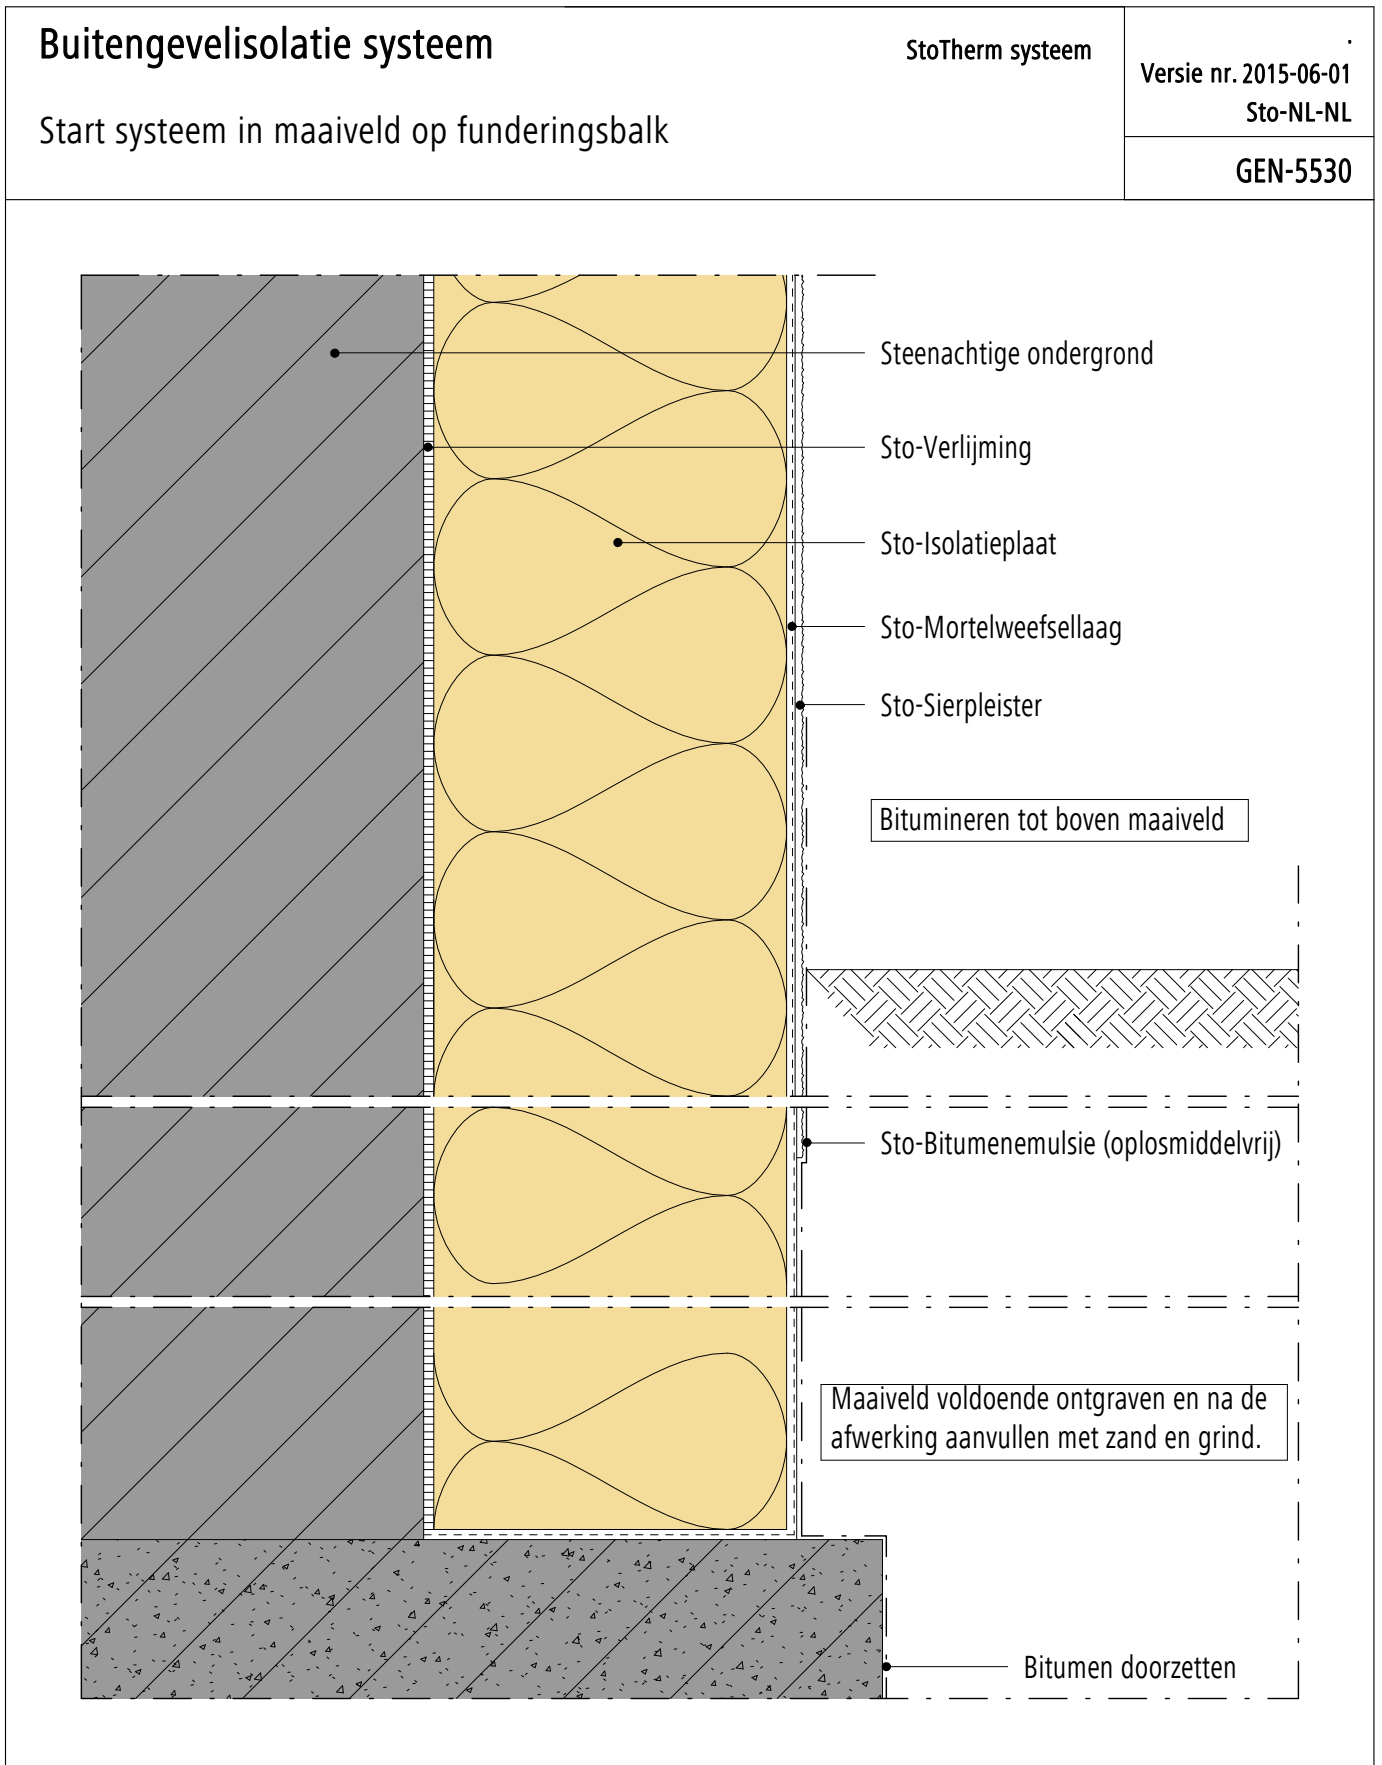 Buitengevelisolatie systeem
StoTherm systeem
.
Versie nr. 2015-06-01
Sto-NL-NL
Start systeem in maaiveld op funderingsbalk
GEN-5530
Steenachtige ondergrond
Sto-Verlijming
Sto-Isolatieplaat
Sto-Mortelweefsellaag
Sto-Sierpleister
Bitumineren tot boven maaiveld
Sto-Bitumenemulsie (oplosmiddelvrij)
Maaiveld voldoende ontgraven en na de
afwerking aanvullen met zand en grind.
Bitumen doorzetten